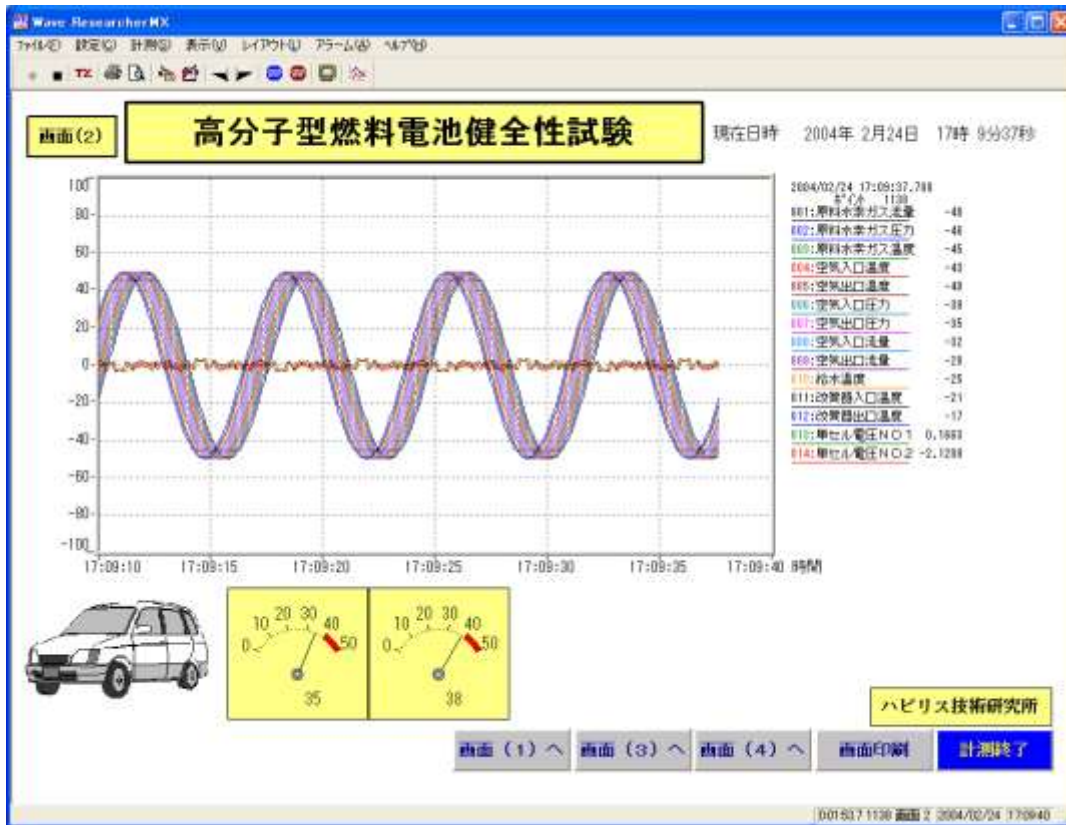 Wave ResearcherMX
ファイル(F) 設定(C) 計測(S) 表示(V) レイアウト(L) アラーム(A) ヘルプ(H)
TZ
画面(2)
高分子型燃料電池健全性試験
現在日時 2004年 2月24日 17時 9分37秒
100
80
60
40
20
0
-20
-40
-60
-80
-100
17:09:10 17:09:15 17:09:20 17:09:25 17:09:30 17:09:35 17:09:40 時間
2004/02/24 17:09:37.
ポイント 1138
001:原料水素ガス流量
002:原料水素ガス圧力
003:原料水素ガス温度 -45
004:空気入口温度
005:空気出口温度
006:空気入口圧力
007:空気出口圧力 -35
008:空気入口流量 -32
009:空気出口流量
010:給水温度 -25
011:改質器入口温度 -21
012:改質器出口温度 -17
013:単セル電圧NO1
014:単セル電圧NO2
0 10 20 30 40 50
35
0 10 20 30 40 50
38
ハビリス技術研究所
画面(1)へ 画面(3)へ 画面(4)へ 画面印刷 計測終了
1138 画面 2 2004/02/24 17:09:40